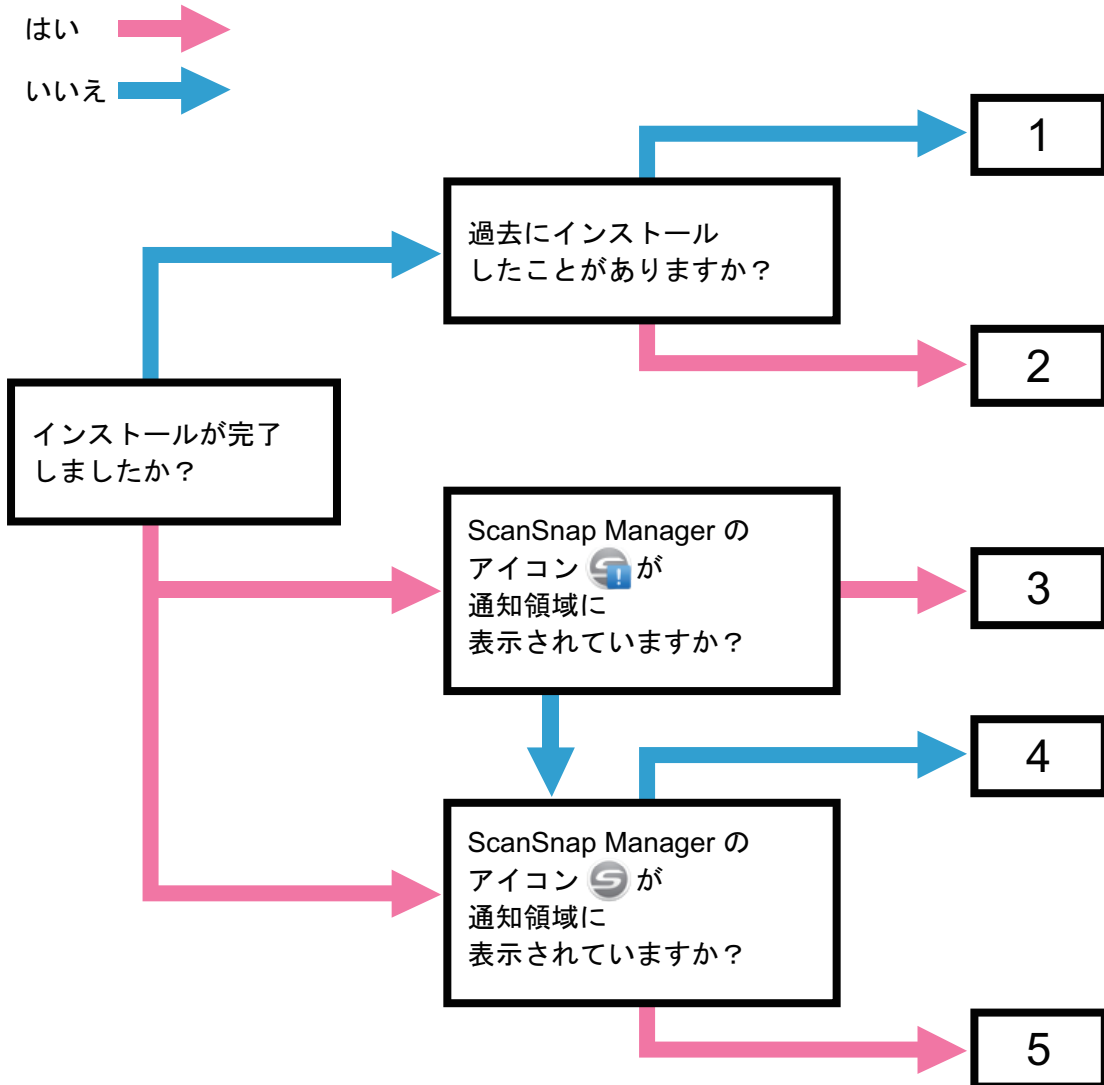 はい
いいえ
1
過去にインストール
したことがありますか？
2
インストールが完了
しましたか？
ScanSnap Manager の
アイコン が
通知領域に
表示されていますか？
3
4
ScanSnap Manager の
アイコン が
通知領域に
表示されていますか？
5